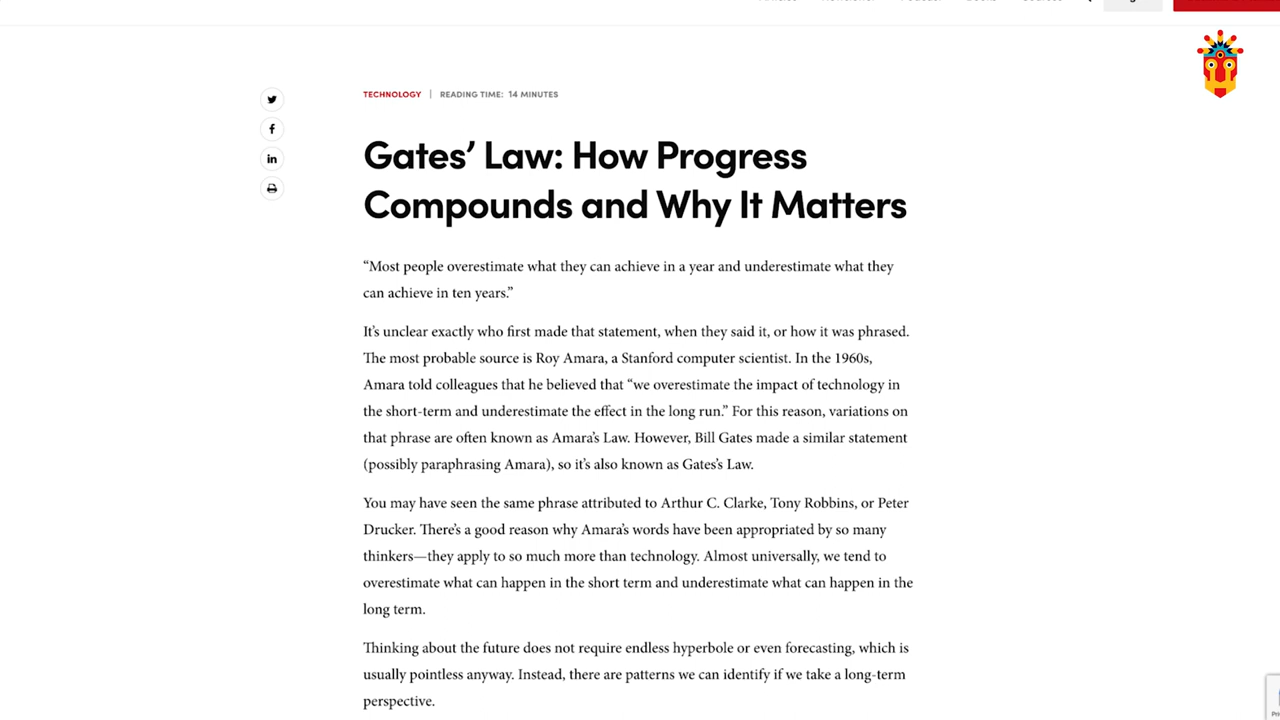 TECHNOLOGY | READING TIME: 14 MINUTES
Gates’ Law: How Progress
Compounds and Why It Matters
“Most people overestimate what they can achieve in a year and underestimate what they
can achieve in ten years.”
It’s unclear exactly who first made that statement, when they said it, or how it was phrased.
The most probable source is Roy Amara, a Stanford computer scientist. In the 1960s,
Amara told colleagues that he believed that “we overestimate the impact of technology in
the short-term and underestimate the effect in the long run.” For this reason, variations on
that phrase are often known as Amara’s Law. However, Bill Gates made a similar statement
(possibly paraphrasing Amara), so it’s also known as Gates’s Law.
You may have seen the same phrase attributed to Arthur C. Clarke, Tony Robbins, or Peter
Drucker. There’s a good reason why Amara’s words have been appropriated by so many
thinkers—they apply to so much more than technology. Almost universally, we tend to
overestimate what can happen in the short term and underestimate what can happen in the
long term.
Thinking about the future does not require endless hyperbole or even forecasting, which is
usually pointless anyway. Instead, there are patterns we can identify if we take a long-term
perspective.